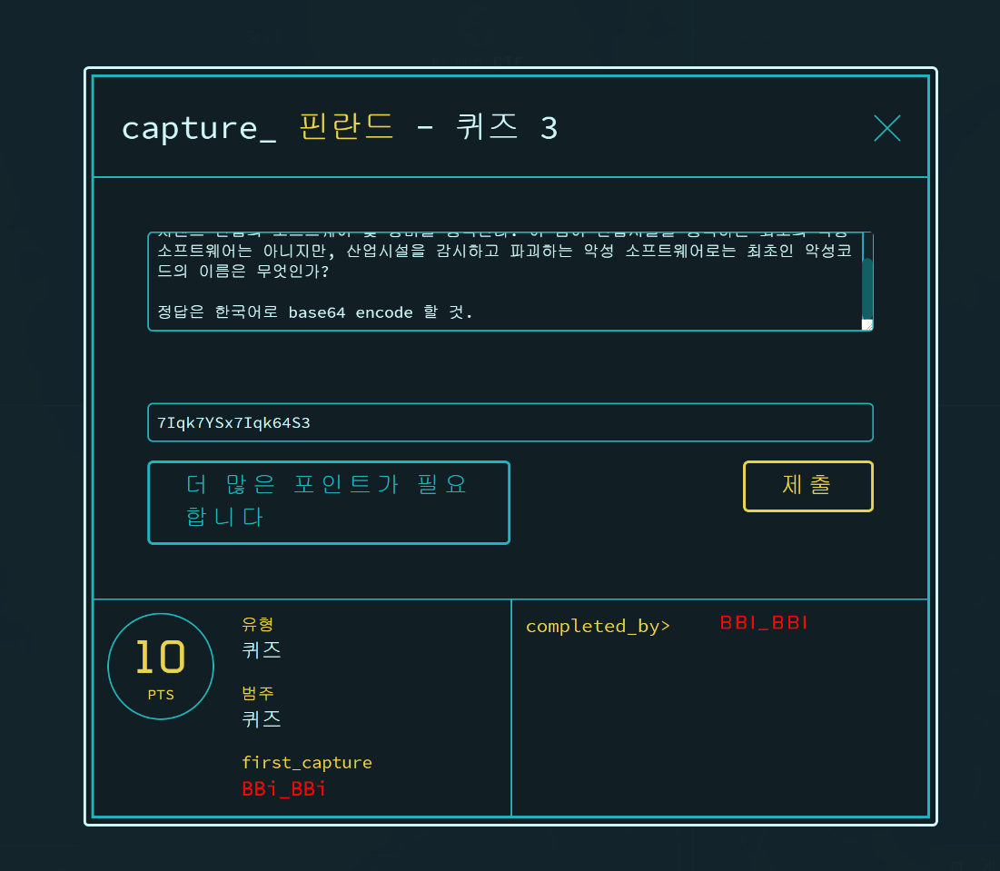 capture_ 핀란드 - 퀴즈 3
소프트웨어는 아니지만, 산업시설을 감시하고 파괴하는 악성 소프트웨어로는 최초인 악성코
드의 이름은 무엇인가?
정답은 한국어로 base64 encode 할 것.
7Iqk7YSx7Iqk64S3
더 많은 포인트가 필요
합니다
제출
10
PTS
유형
퀴즈
범주
퀴즈
first_capture
BBi_BBi
completed_by>
BBI_BBI